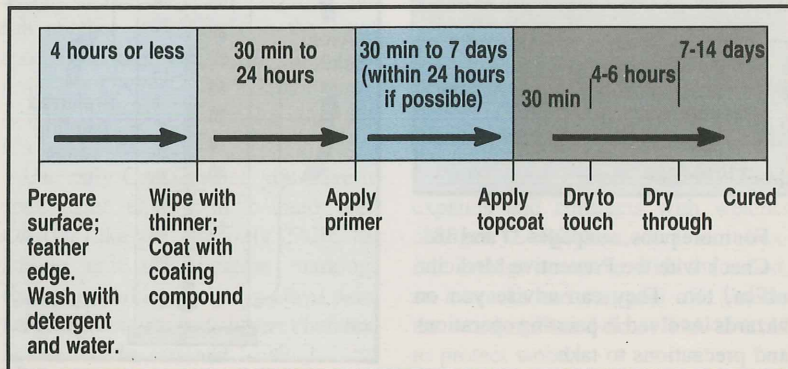 4 hours or less
30 min to
24 hours
30 min to 7 days
(within 24 hours
if possible)
30 min
4-6 hours
7-14 days
Prepare
surface;
feather
edge.
Wash with
detergent
and water.
Wipe with
thinner;
Coat with
coating
compound
Apply
primer
Apply
topcoat
Dry to
touch
Dry
through
Cured